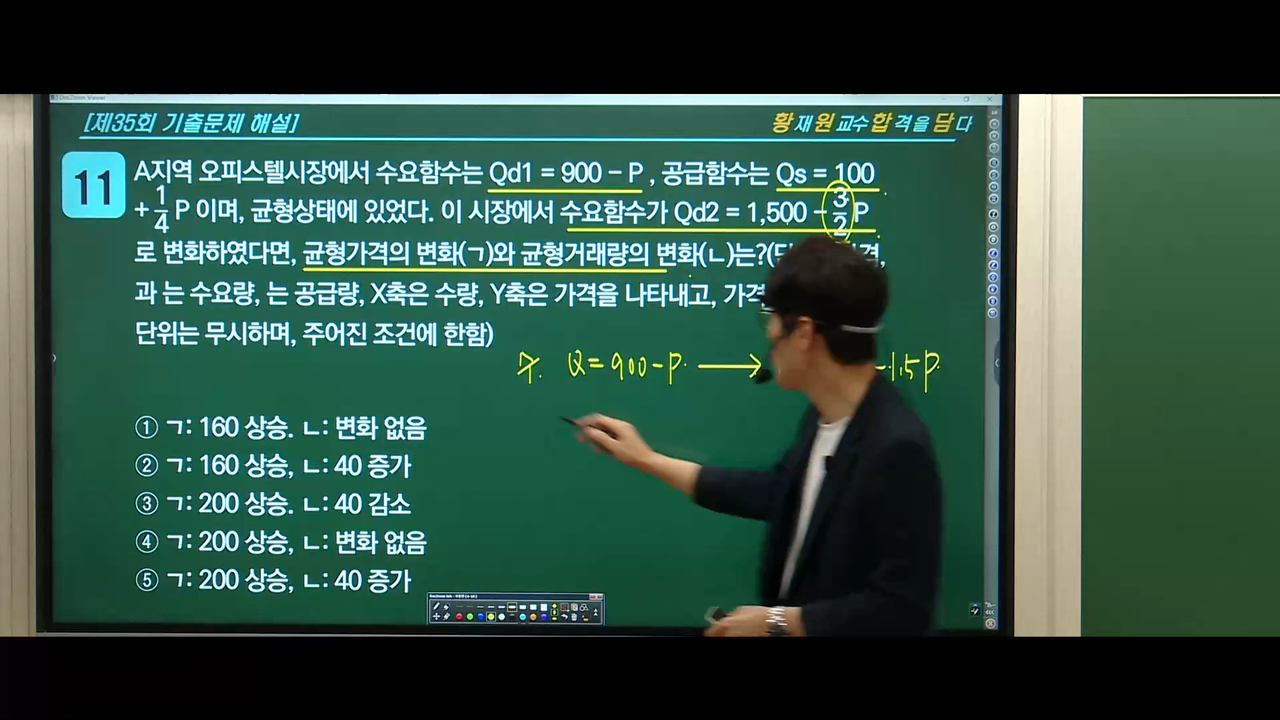 [제35회 기출문제 해설]
황재원 교수 합격을 담다
11
A지역 오피스텔시장에서 수요함수는 Qd1 = 900 − P , 공급함수는 Qs = 100
+ 1/4 P 이며, 균형상태에 있었다. 이 시장에서 수요함수가 Qd2 = 1,500 − 3/2 P
로 변화하였다면, 균형가격의 변화(ㄱ)와 균형거래량의 변화(ㄴ)는?
과 는 수요량, 는 공급량, X축은 수량, Y축은 가격을 나타내고,
단위는 무시하며, 주어진 조건에 한함)
Q = 900 − P. → − 1.5 P.
① ㄱ: 160 상승. ㄴ: 변화 없음
② ㄱ: 160 상승, ㄴ: 40 증가
③ ㄱ: 200 상승. ㄴ: 40 감소
④ ㄱ: 200 상승, ㄴ: 변화 없음
⑤ ㄱ: 200 상승, ㄴ: 40 증가